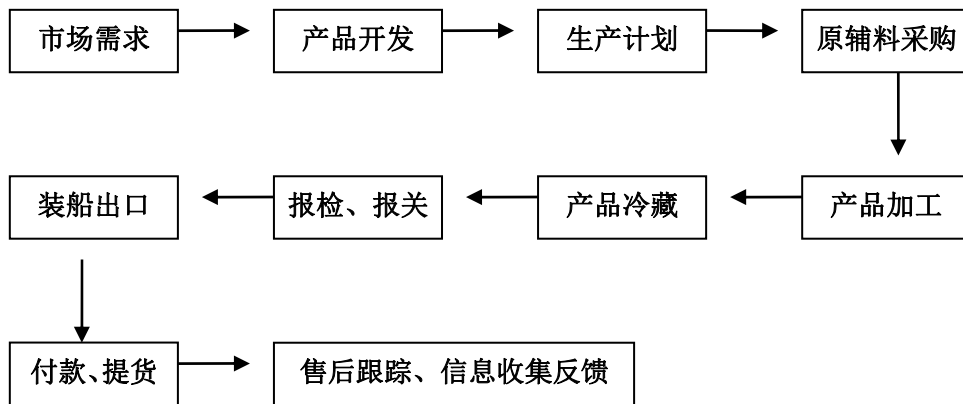 市场需求
产品开发
生产计划
原辅料采购
产品加工
产品冷藏
报检、报关
装船出口
付款、提货
售后跟踪、信息收集反馈